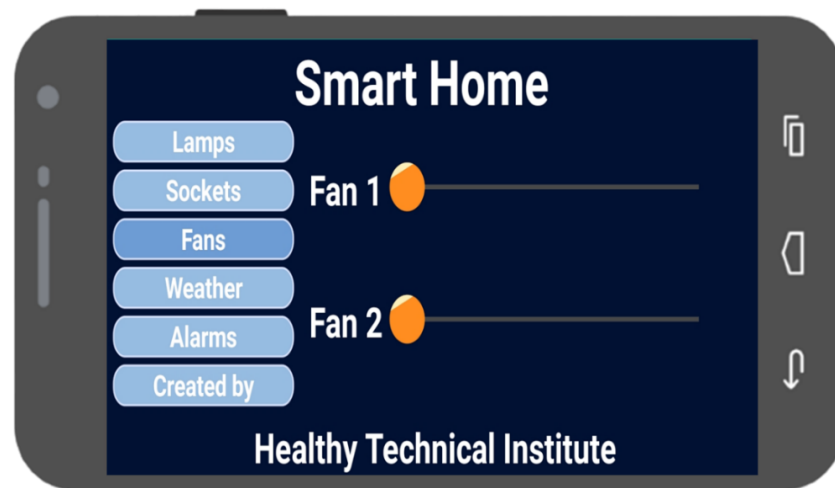 Smart Home
Lamps
Sockets
Fans
Weather
Alarms
Created by
Fan 1
Fan 2
Healthy Technical Institute